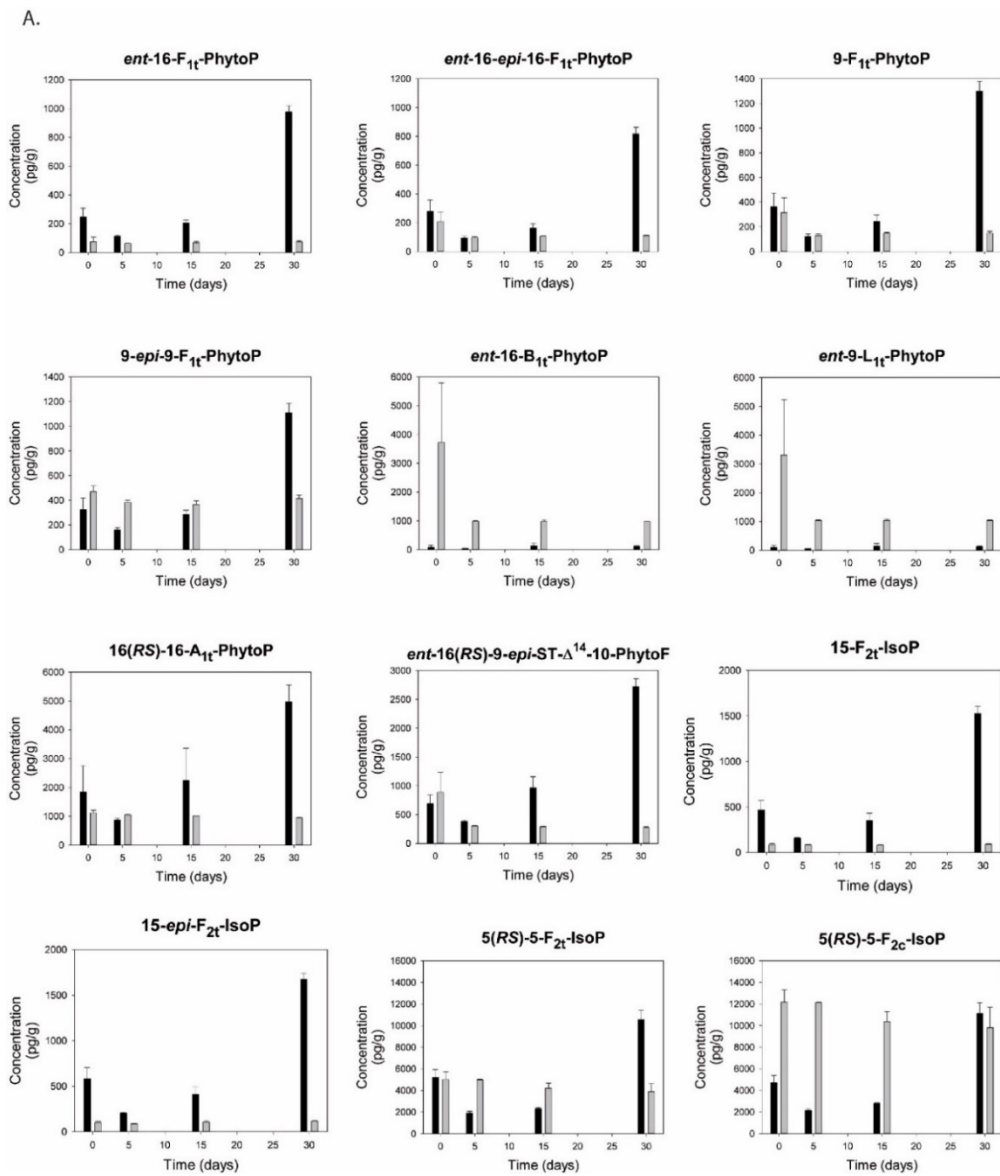 A.
ent-16-F1t-PhytoP
Concentration
(pg/g)
1200
1000
800
600
400
200
0
0 5 10 15 20 25 30
Time (days)
ent-16-epi-16-F1t-PhytoP
Concentration
(pg/g)
1200
1000
800
600
400
200
0
0 5 10 15 20 25 30
Time (days)
9-F1t-PhytoP
Concentration
(pg/g)
1400
1200
1000
800
600
400
200
0
0 5 10 15 20 25 30
Time (days)
9-epi-9-F1t-PhytoP
Concentration
(pg/g)
1400
1200
1000
800
600
400
200
0
0 5 10 15 20 25 30
Time (days)
ent-16-B1t-PhytoP
Concentration
(pg/g)
6000
5000
4000
3000
2000
1000
0
0 5 10 15 20 25 30
Time (days)
ent-9-L1t-PhytoP
Concentration
(pg/g)
6000
5000
4000
3000
2000
1000
0
0 5 10 15 20 25 30
Time (days)
16(RS)-16-A1t-PhytoP
Concentration
(pg/g)
6000
5000
4000
3000
2000
1000
0
0 5 10 15 20 25 30
Time (days)
ent-16(RS)-9-epi-ST-Δ14-10-PhytoF
Concentration
(pg/g)
3000
2500
2000
1500
1000
500
0
0 5 10 15 20 25 30
Time (days)
15-F2t-IsoP
Concentration
(pg/g)
2000
1500
1000
500
0
0 5 10 15 20 25 30
Time (days)
15-epi-F2t-IsoP
Concentration
(pg/g)
2000
1500
1000
500
0
0 5 10 15 20 25 30
Time (days)
5(RS)-5-F2t-IsoP
Concentration
(pg/g)
16000
14000
12000
10000
8000
6000
4000
2000
0
0 5 10 15 20 25 30
Time (days)
5(RS)-5-F2c-IsoP
Concentration
(pg/g)
16000
14000
12000
10000
8000
6000
4000
2000
0
0 5 10 15 20 25 30
Time (days)